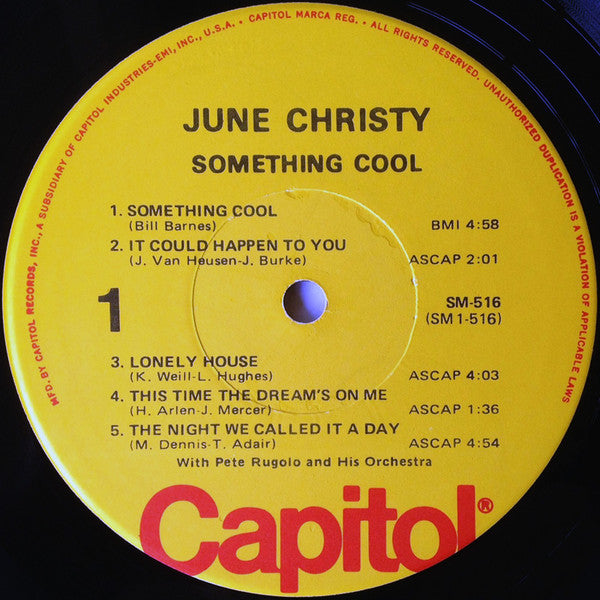 MFD. BY CAPITOL RECORDS, INC., A SUBSIDIARY OF CAPITOL INDUSTRIES-EMI, INC., U.S.A. • CAPITOL MARCA REG. • ALL RIGHTS RESERVED. UNAUTHORIZED DUPLICATION IS A VIOLATION OF APPLICABLE LAWS
JUNE CHRISTY
SOMETHING COOL
1. SOMETHING COOL
(Bill Barnes) BMI 4:58
2. IT COULD HAPPEN TO YOU
(J. Van Heusen-J. Burke) ASCAP 2:01
1
SM-516
(SM1-516)
3. LONELY HOUSE
(K. Weill-L. Hughes) ASCAP 4:03
4. THIS TIME THE DREAM'S ON ME
(H. Arlen-J. Mercer) ASCAP 1:36
5. THE NIGHT WE CALLED IT A DAY
(M. Dennis-T. Adair) ASCAP 4:54
With Pete Rugolo and His Orchestra
Capitol®